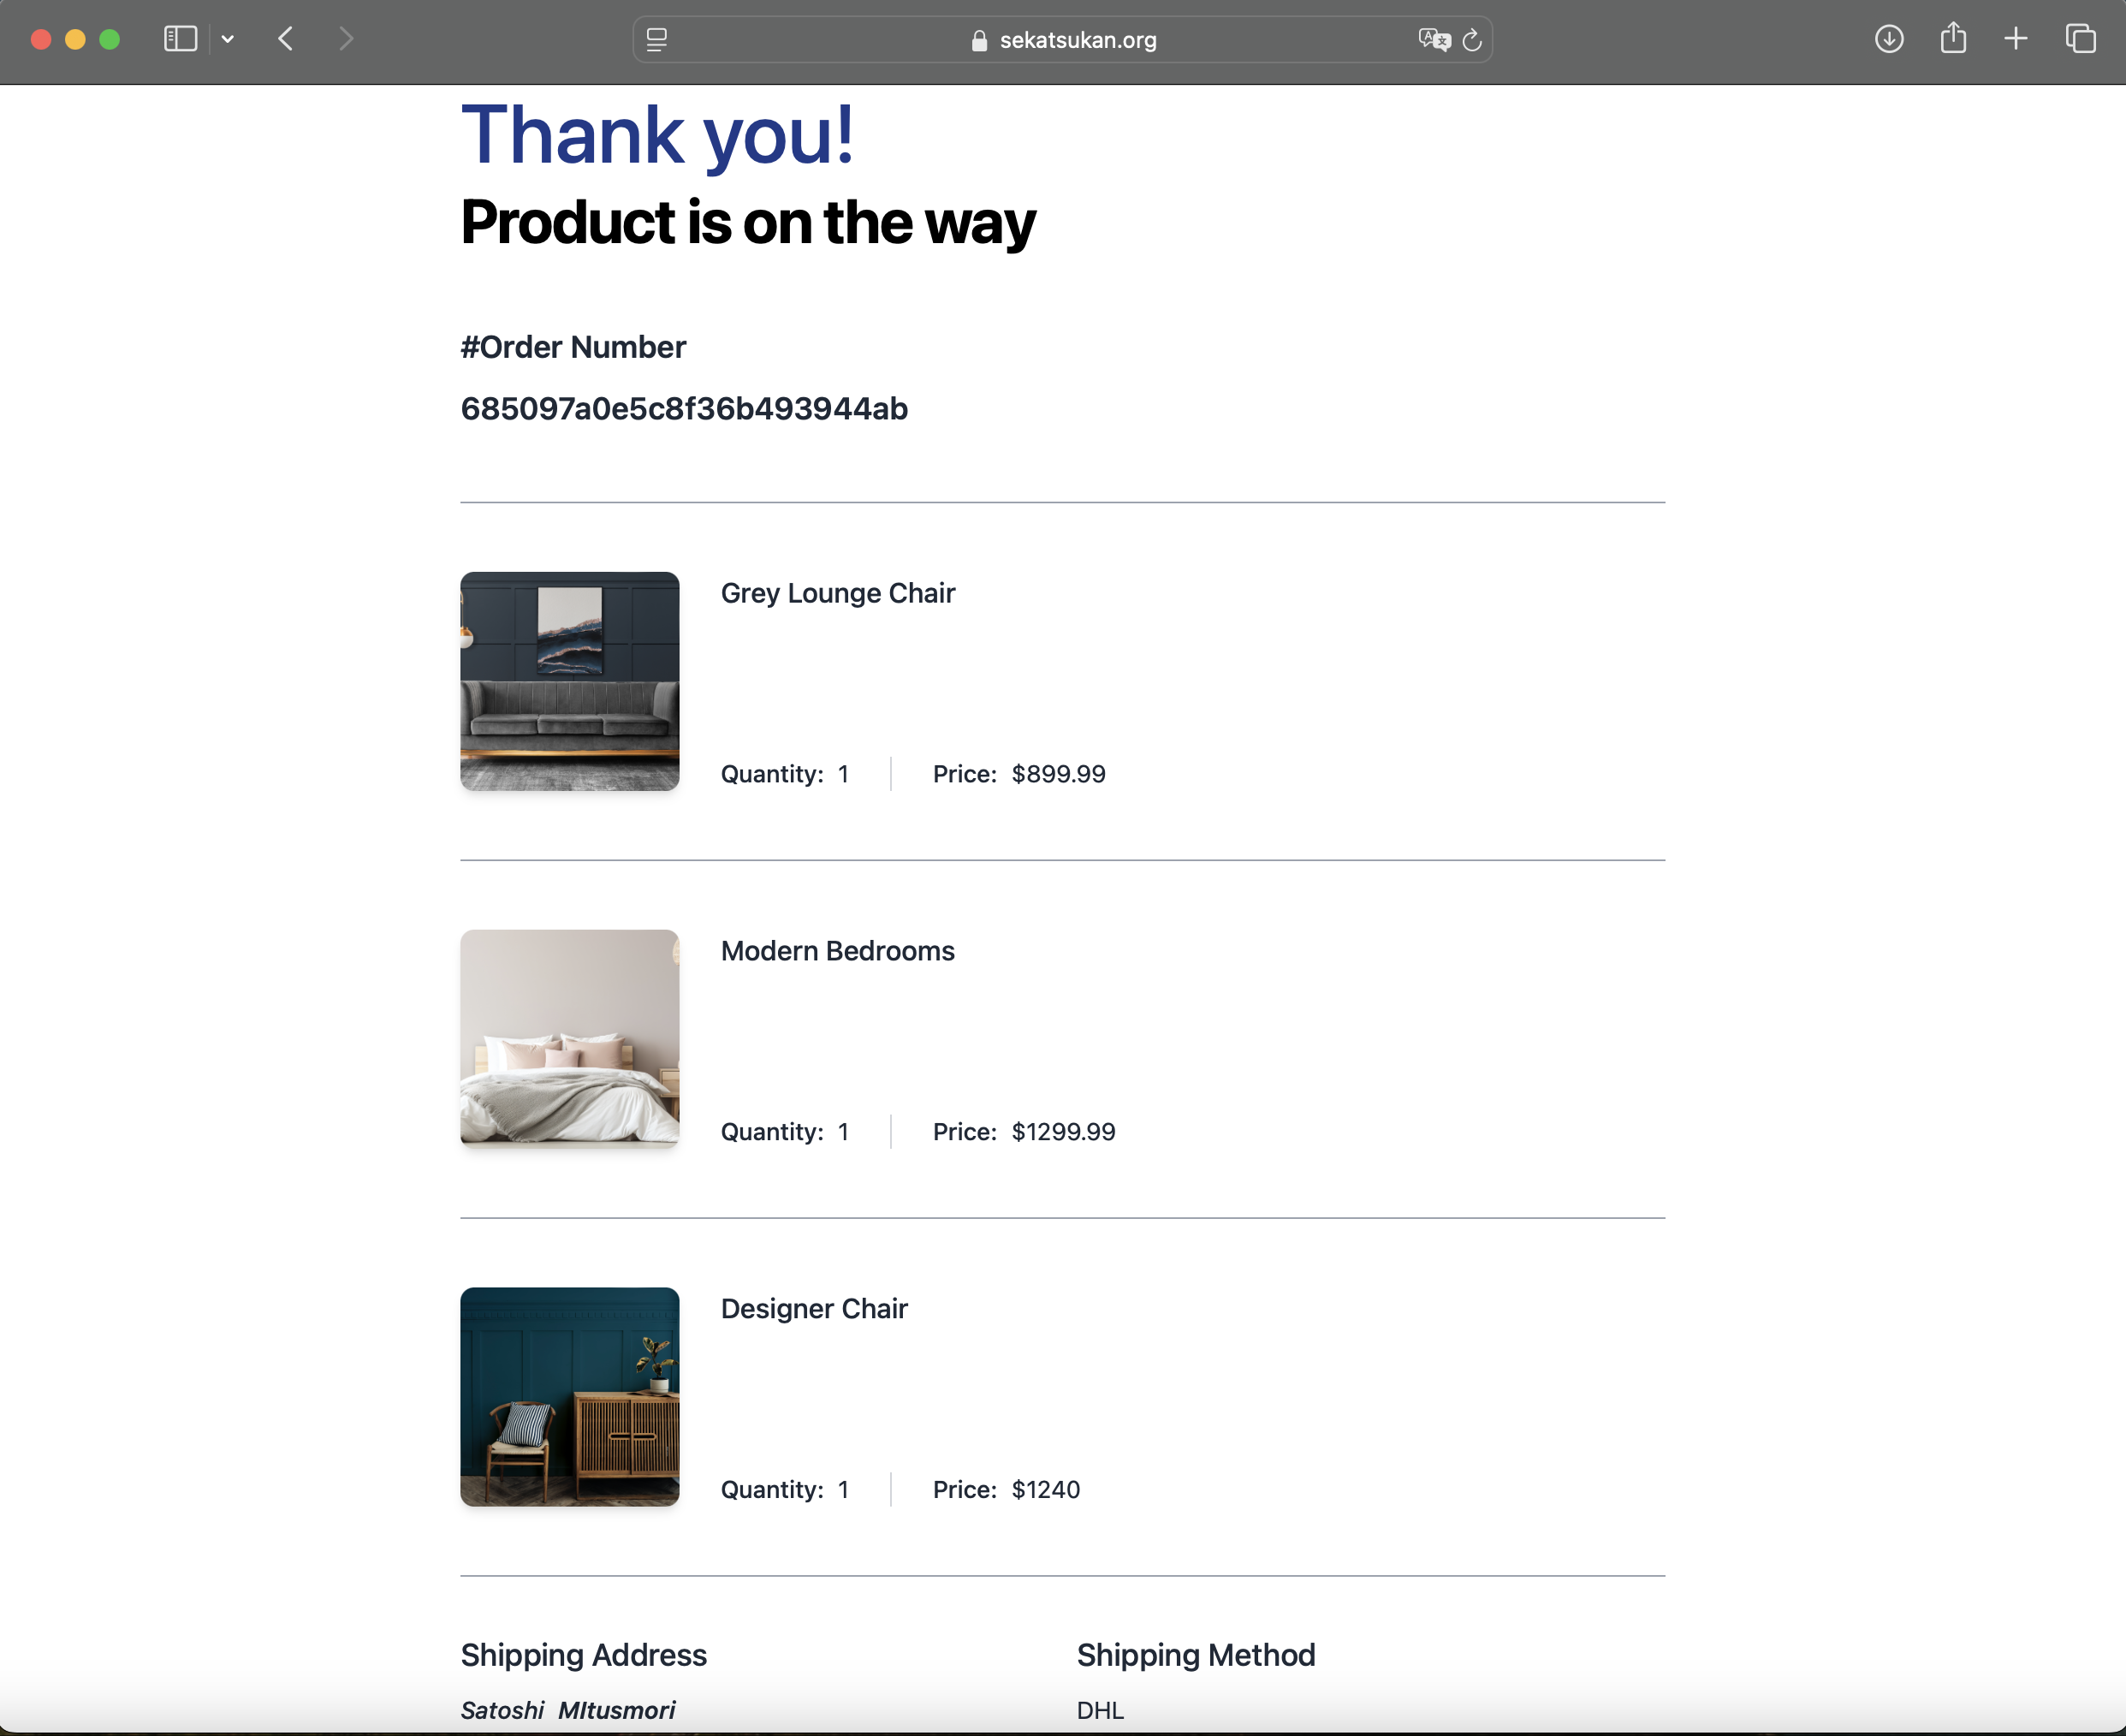 sekatsukan.org
Thank you!
Product is on the way
#Order Number
685097a0e5c8f36b493944ab
Grey Lounge Chair
Quantity: 1 Price: $899.99
Modern Bedrooms
Quantity: 1 Price: $1299.99
Designer Chair
Quantity: 1 Price: $1240
Shipping Address Shipping Method
Satoshi MItusmori DHL